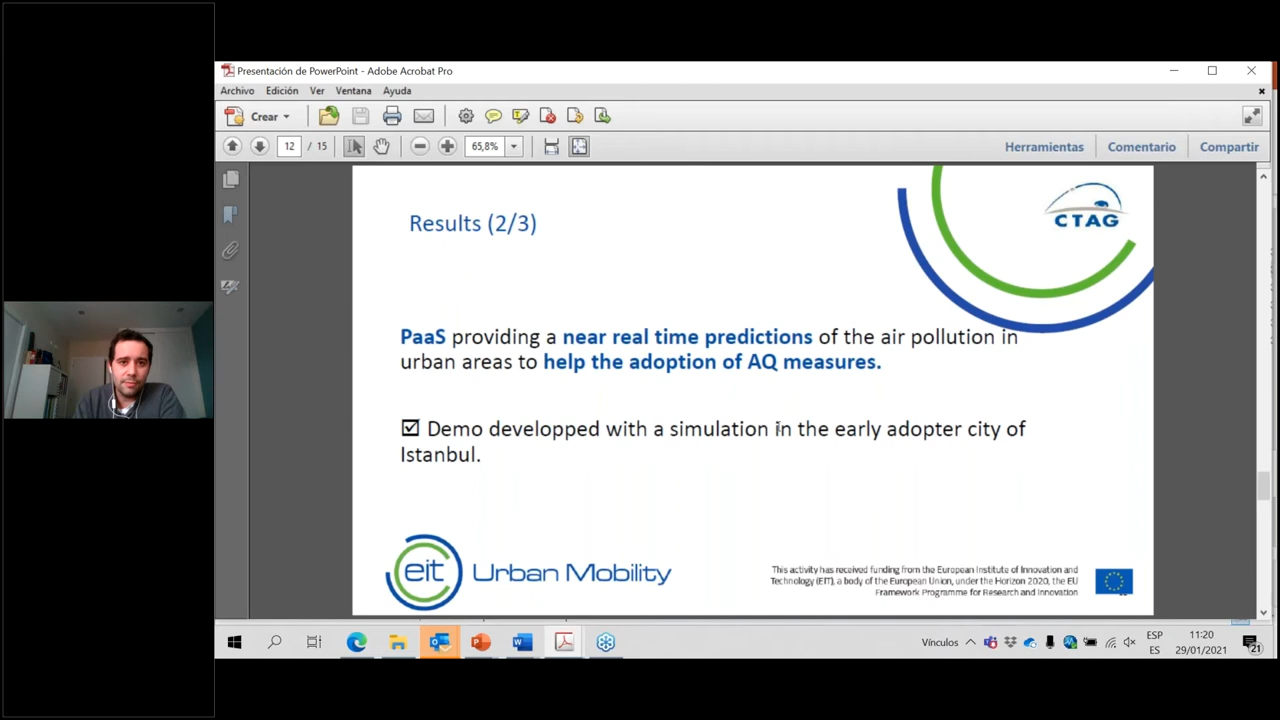 Presentación de PowerPoint - Adobe Acrobat Pro
Archivo Edición Ver Ventana Ayuda
Crear
12 / 15 65,8% Herramientas Comentario Compartir
CTAG
Results (2/3)
PaaS providing a near real time predictions of the air pollution in
urban areas to help the adoption of AQ measures.
Demo developped with a simulation in the early adopter city of
Istanbul.
eit Urban Mobility
This activity has received funding from the European Institute of Innovation and
Technology (EIT), a body of the European Union, under the Horizon 2020, the EU
Framework Programme for Research and Innovation
Vínculos
ESP
ES
11:20
29/01/2021
21